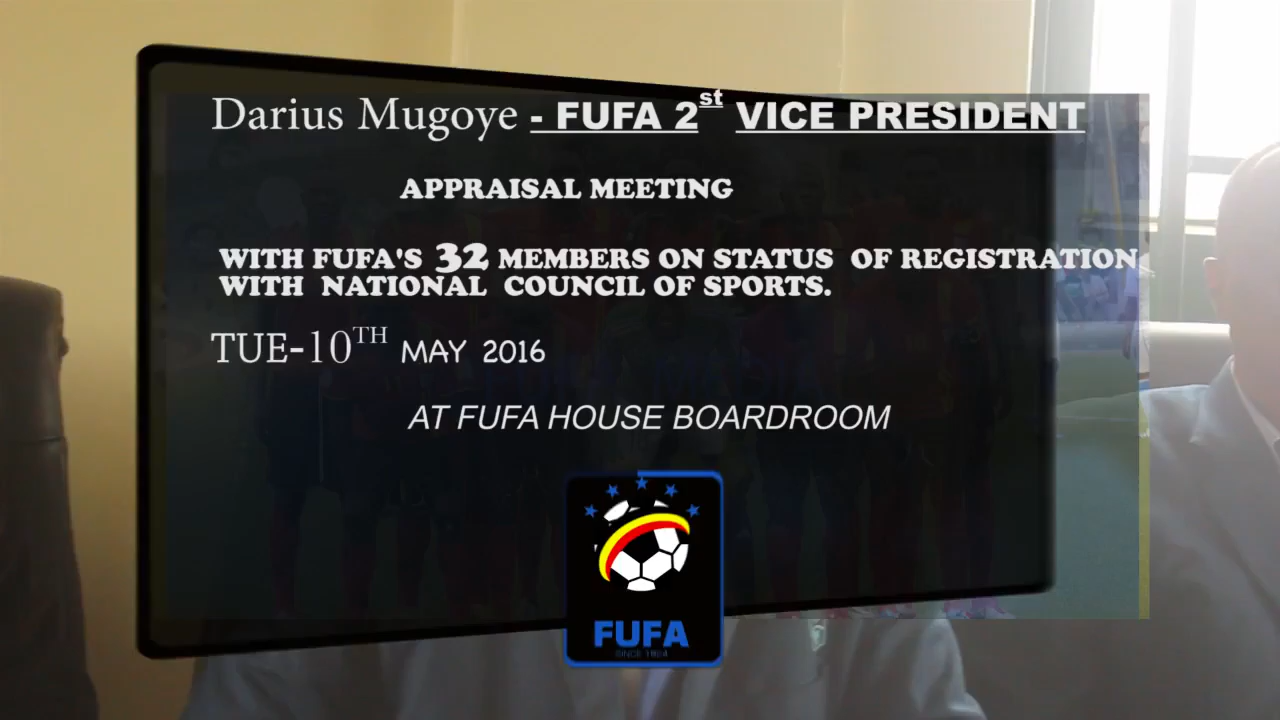 Darius Mugoye - FUFA 2st VICE PRESIDENT
APPRAISAL MEETING
WITH FUFA'S 32 MEMBERS ON STATUS OF REGISTRATION
WITH NATIONAL COUNCIL OF SPORTS.
TUE-10TH MAY 2016
AT FUFA HOUSE BOARDROOM
FUFA